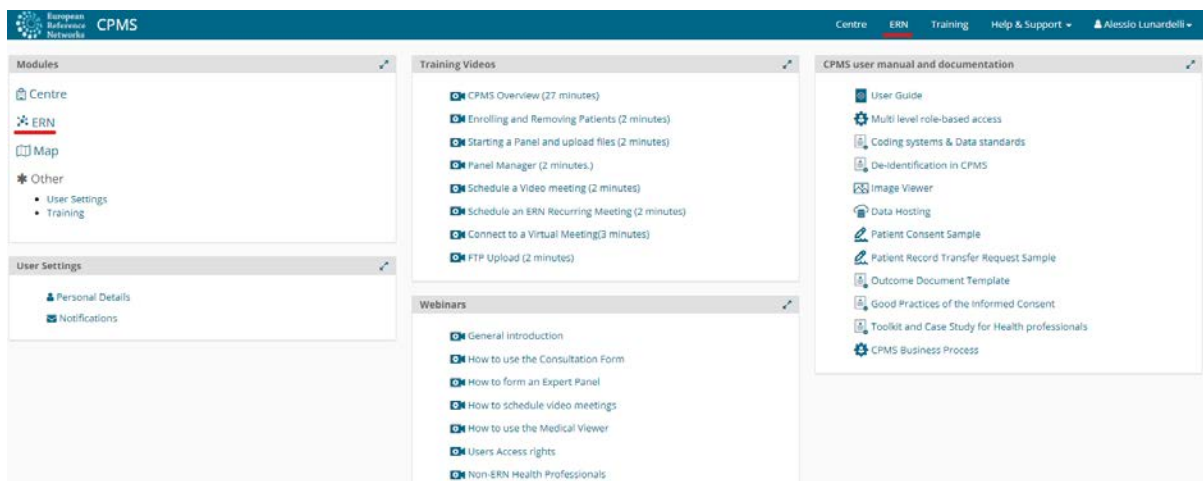 European
Reference
Networks
CPMS
Centre ERN Training Help & Support Alessio Lunardelli
Modules
Centre
ERN
Map
Other
User Settings
Training
User Settings
Personal Details
Notifications
Training Videos
CPMS Overview (27 minutes)
Enrolling and Removing Patients (2 minutes)
Starting a Panel and upload files (2 minutes)
Panel Manager (2 minutes.)
Schedule a Video meeting (2 minutes)
Schedule an ERN Recurring Meeting (2 minutes)
Connect to a Virtual Meeting(3 minutes)
FTP Upload (2 minutes)
Webinars
General introduction
How to use the Consultation Form
How to form an Expert Panel
How to schedule video meetings
How to use the Medical Viewer
Users Access rights
Non-ERN Health Professionals
CPMS user manual and documentation
User Guide
Multi level role-based access
Coding systems & Data standards
De-identification in CPMS
Image Viewer
Data Hosting
Patient Consent Sample
Patient Record Transfer Request Sample
Outcome Document Template
Good Practices of the Informed Consent
Toolkit and Case Study for Health professionals
CPMS Business Process